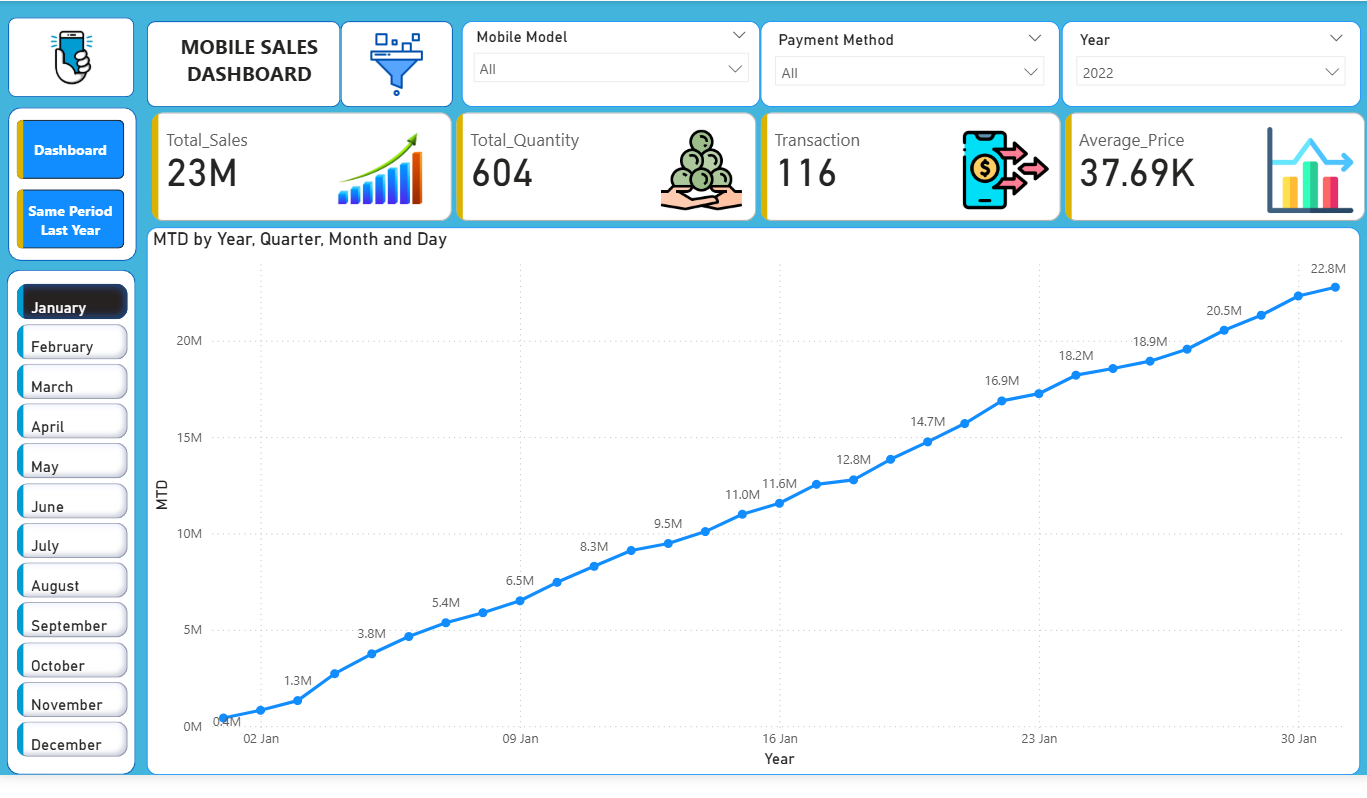 MOBILE SALES
DASHBOARD
Mobile Model
All
Payment Method
All
Year
2022
Dashboard
Same Period
Last Year
Total_Sales
23M
Total_Quantity
604
Transaction
116
$
Average_Price
37.69K
January
February
March
April
May
June
July
August
September
October
November
December
MTD by Year, Quarter, Month and Day
MTD
20M
15M
10M
5M
0M
0.4M
1.3M
3.8M
5.4M
6.5M
8.3M
9.5M
11.0M
11.6M
12.8M
14.7M
16.9M
18.2M
18.9M
20.5M
22.8M
02 Jan
09 Jan
16 Jan
23 Jan
30 Jan
Year